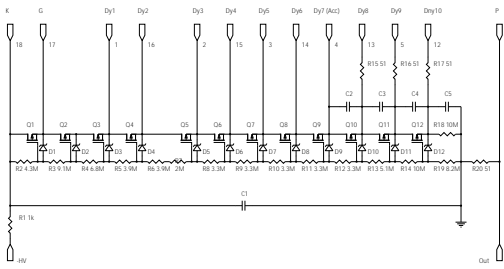 K G Dy1 Dy2 Dy3 Dy4 Dy5 Dy6 Dy7 (Acc) Dy8 Dy9 Dny10 P
18 17 1 16 2 15 3 14 4 13 5 12
R15 51 R16 51 R17 51
C2 C3 C4 C5
Q1 Q2 Q3 Q4 Q5 Q6 Q7 Q8 Q9 Q10 Q11 Q12 R18 10M
D1 D2 D3 D4 D5 D6 D7 D8 D9 D10 D11 D12
R2 4.3M R3 9.1M R4 6.8M R5 3.9M R6 3.9M 2M R8 3.3M R9 3.3M R10 3.3M R11 3.3M R12 3.3M R13 5.1M R14 10M R19 8.2M R20 51
C1
R1 1k
-HV Out